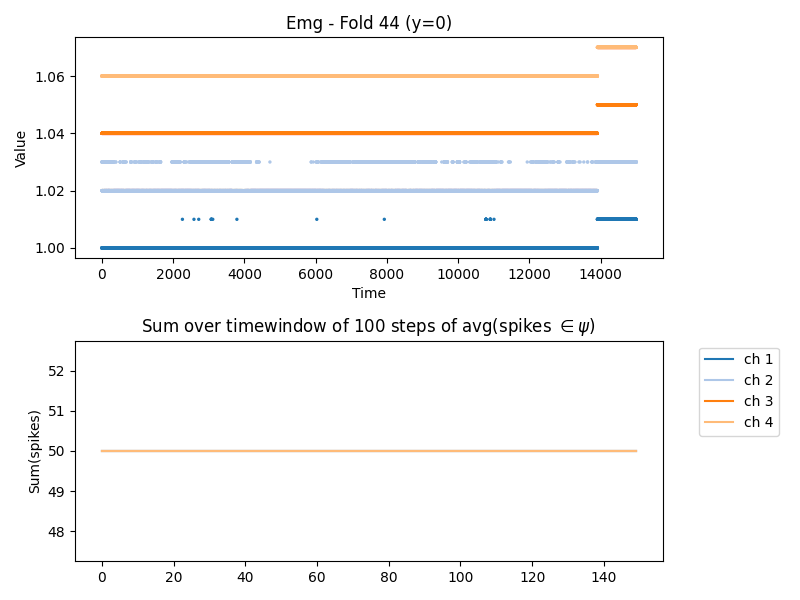 Emg - Fold 44 (y=0)
Value
1.06
1.04
1.02
1.00
0 2000 4000 6000 8000 10000 12000 14000
Time
Sum over timewindow of 100 steps of avg(spikes ∈ ψ)
Sum(spikes)
52
51
50
49
48
0 20 40 60 80 100 120 140
ch 1
ch 2
ch 3
ch 4